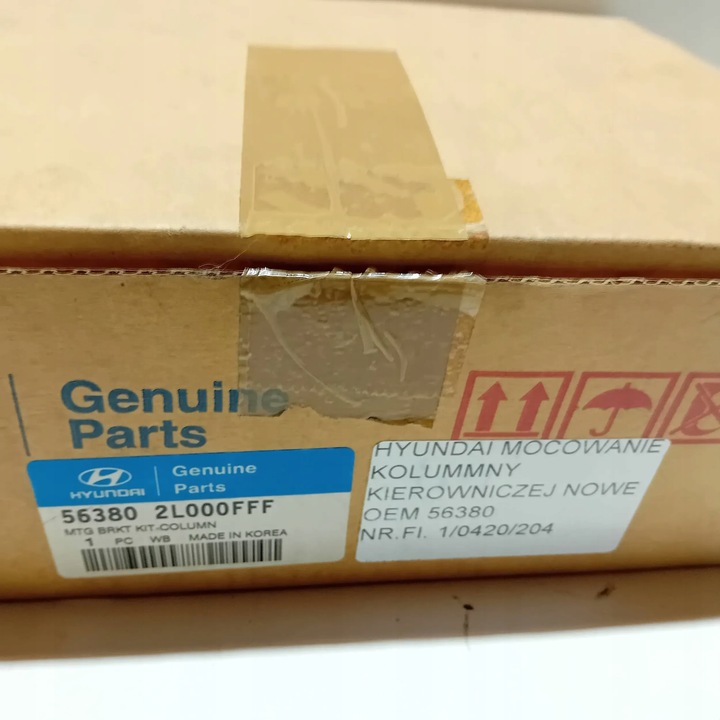 Genuine
Parts
HYUNDAI
Genuine
Parts
56380 2L000FFF
MTG BRKT KIT-COLUMN
1 PC WB MADE IN KOREA
HYUNDAI MOCOWANIE
KOLUMMNY
KIEROWNICZEJ NOWE
OEM 56380
NR.FI. 1/0420/204